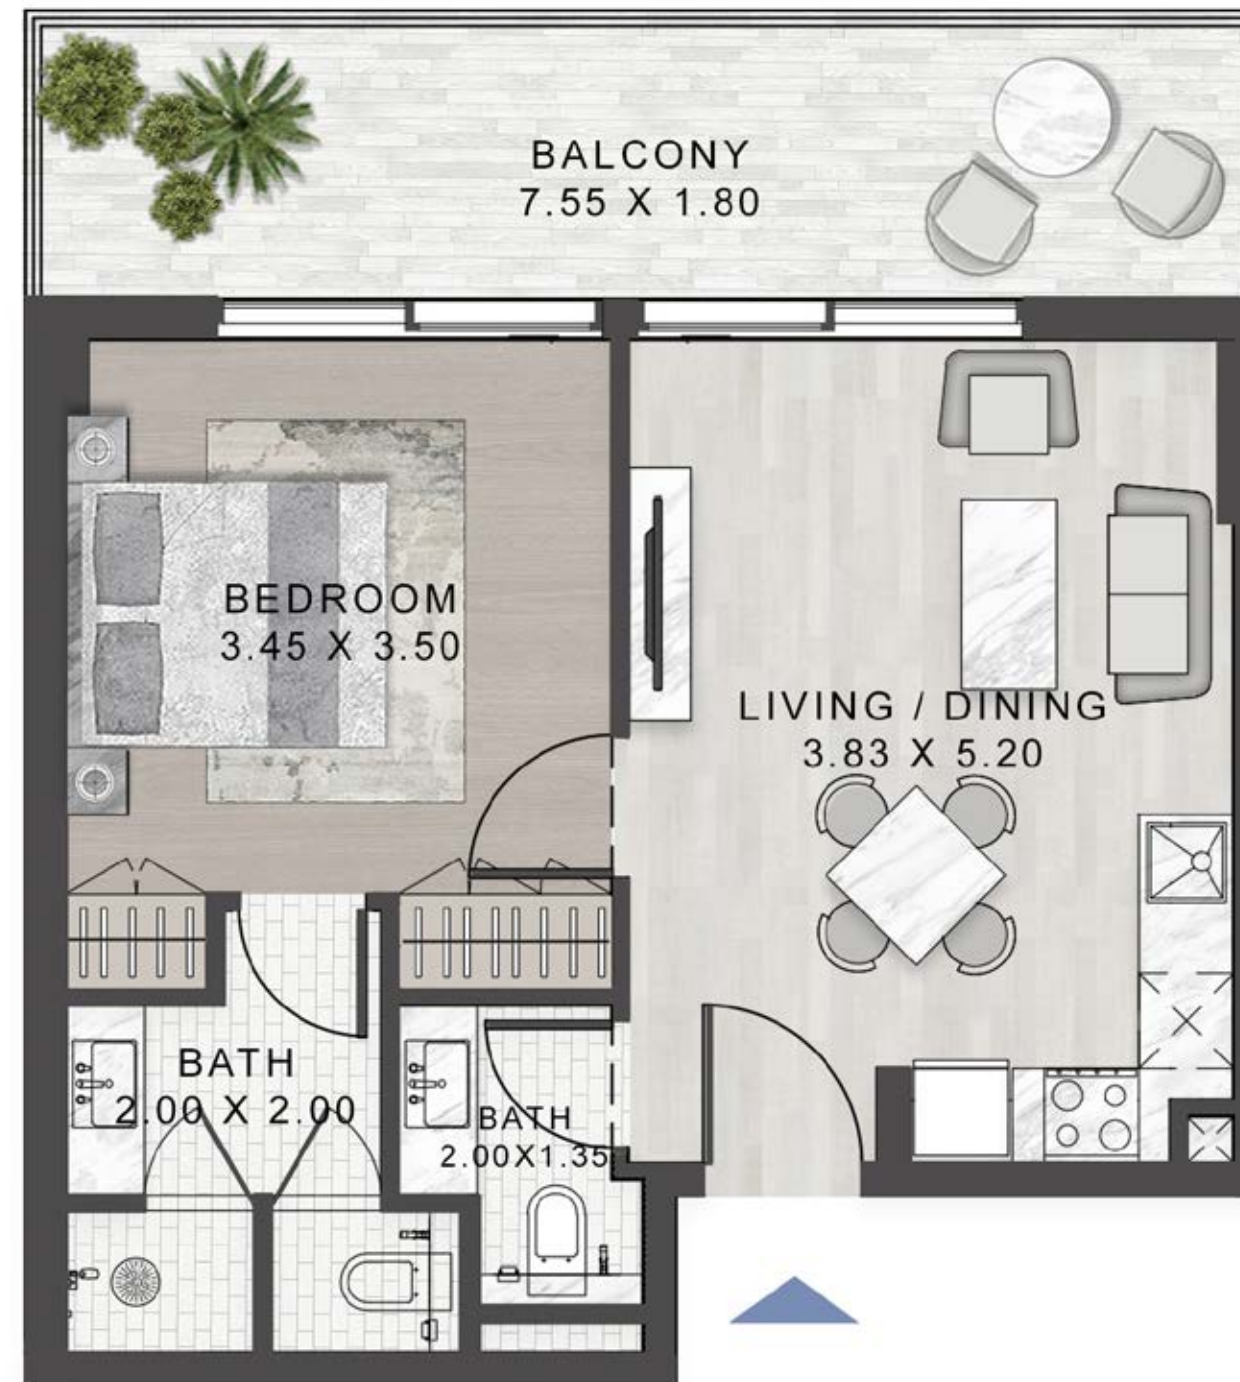 BALCONY
7.55 X 1.80
BEDROOM
3.45 X 3.50
LIVING / DINING
3.83 X 5.20
BATH
2.00 X 2.00
BATH
2.00X1.35